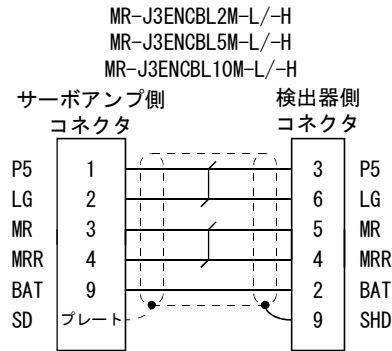 MR-J3ENCBL2M-L/-H
MR-J3ENCBL5M-L/-H
MR-J3ENCBL10M-L/-H
サーボアンプ側 検出器側
コネクタ コネクタ
P5 1 3 P5
LG 2 6 LG
MR 3 5 MR
MRR 4 4 MRR
BAT 9 2 BAT
SD プレート 9 SHD